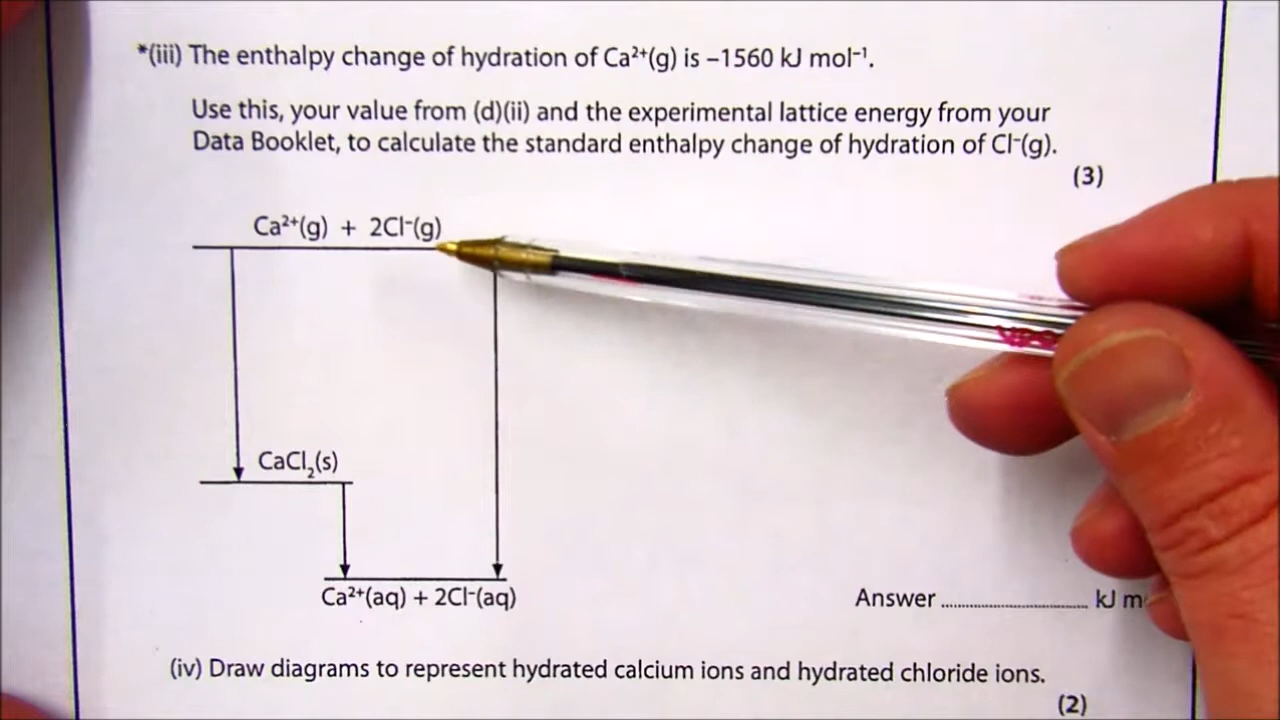 *(iii) The enthalpy change of hydration of Ca²⁺(g) is –1560 kJ mol⁻¹.
Use this, your value from (d)(ii) and the experimental lattice energy from your
Data Booklet, to calculate the standard enthalpy change of hydration of Cl⁻(g).
(3)
Ca²⁺(g) + 2Cl⁻(g)
CaCl₂(s)
Ca²⁺(aq) + 2Cl⁻(aq)
Answer ................................ kJ m
(iv) Draw diagrams to represent hydrated calcium ions and hydrated chloride ions.
(2)